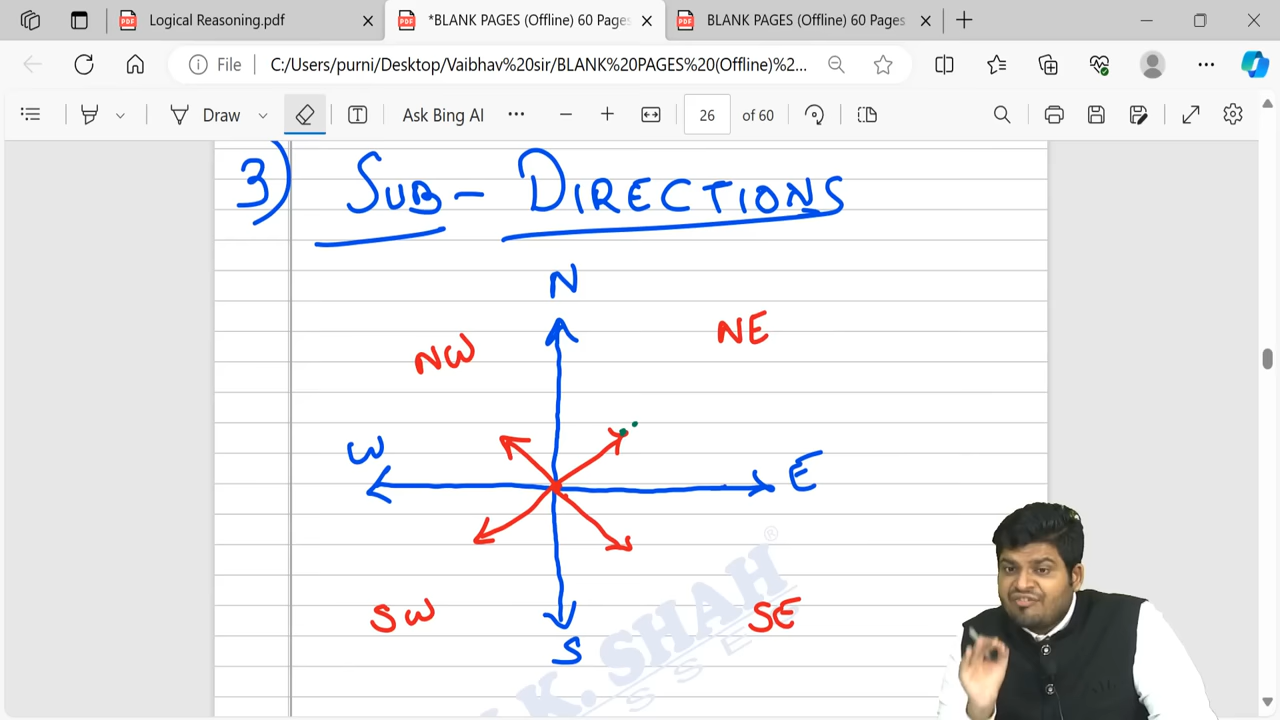 Logical Reasoning.pdf
*BLANK PAGES (Offline) 60 Pages
BLANK PAGES (Offline) 60 Pages
File C:/Users/purni/Desktop/Vaibhav%20sir/BLANK%20PAGES%20(Offline)%2...
Draw
Ask Bing AI
26 of 60
3) SUB - DIRECTIONS
N
NW NE
W E
SW SE
S
K. SHAH ®